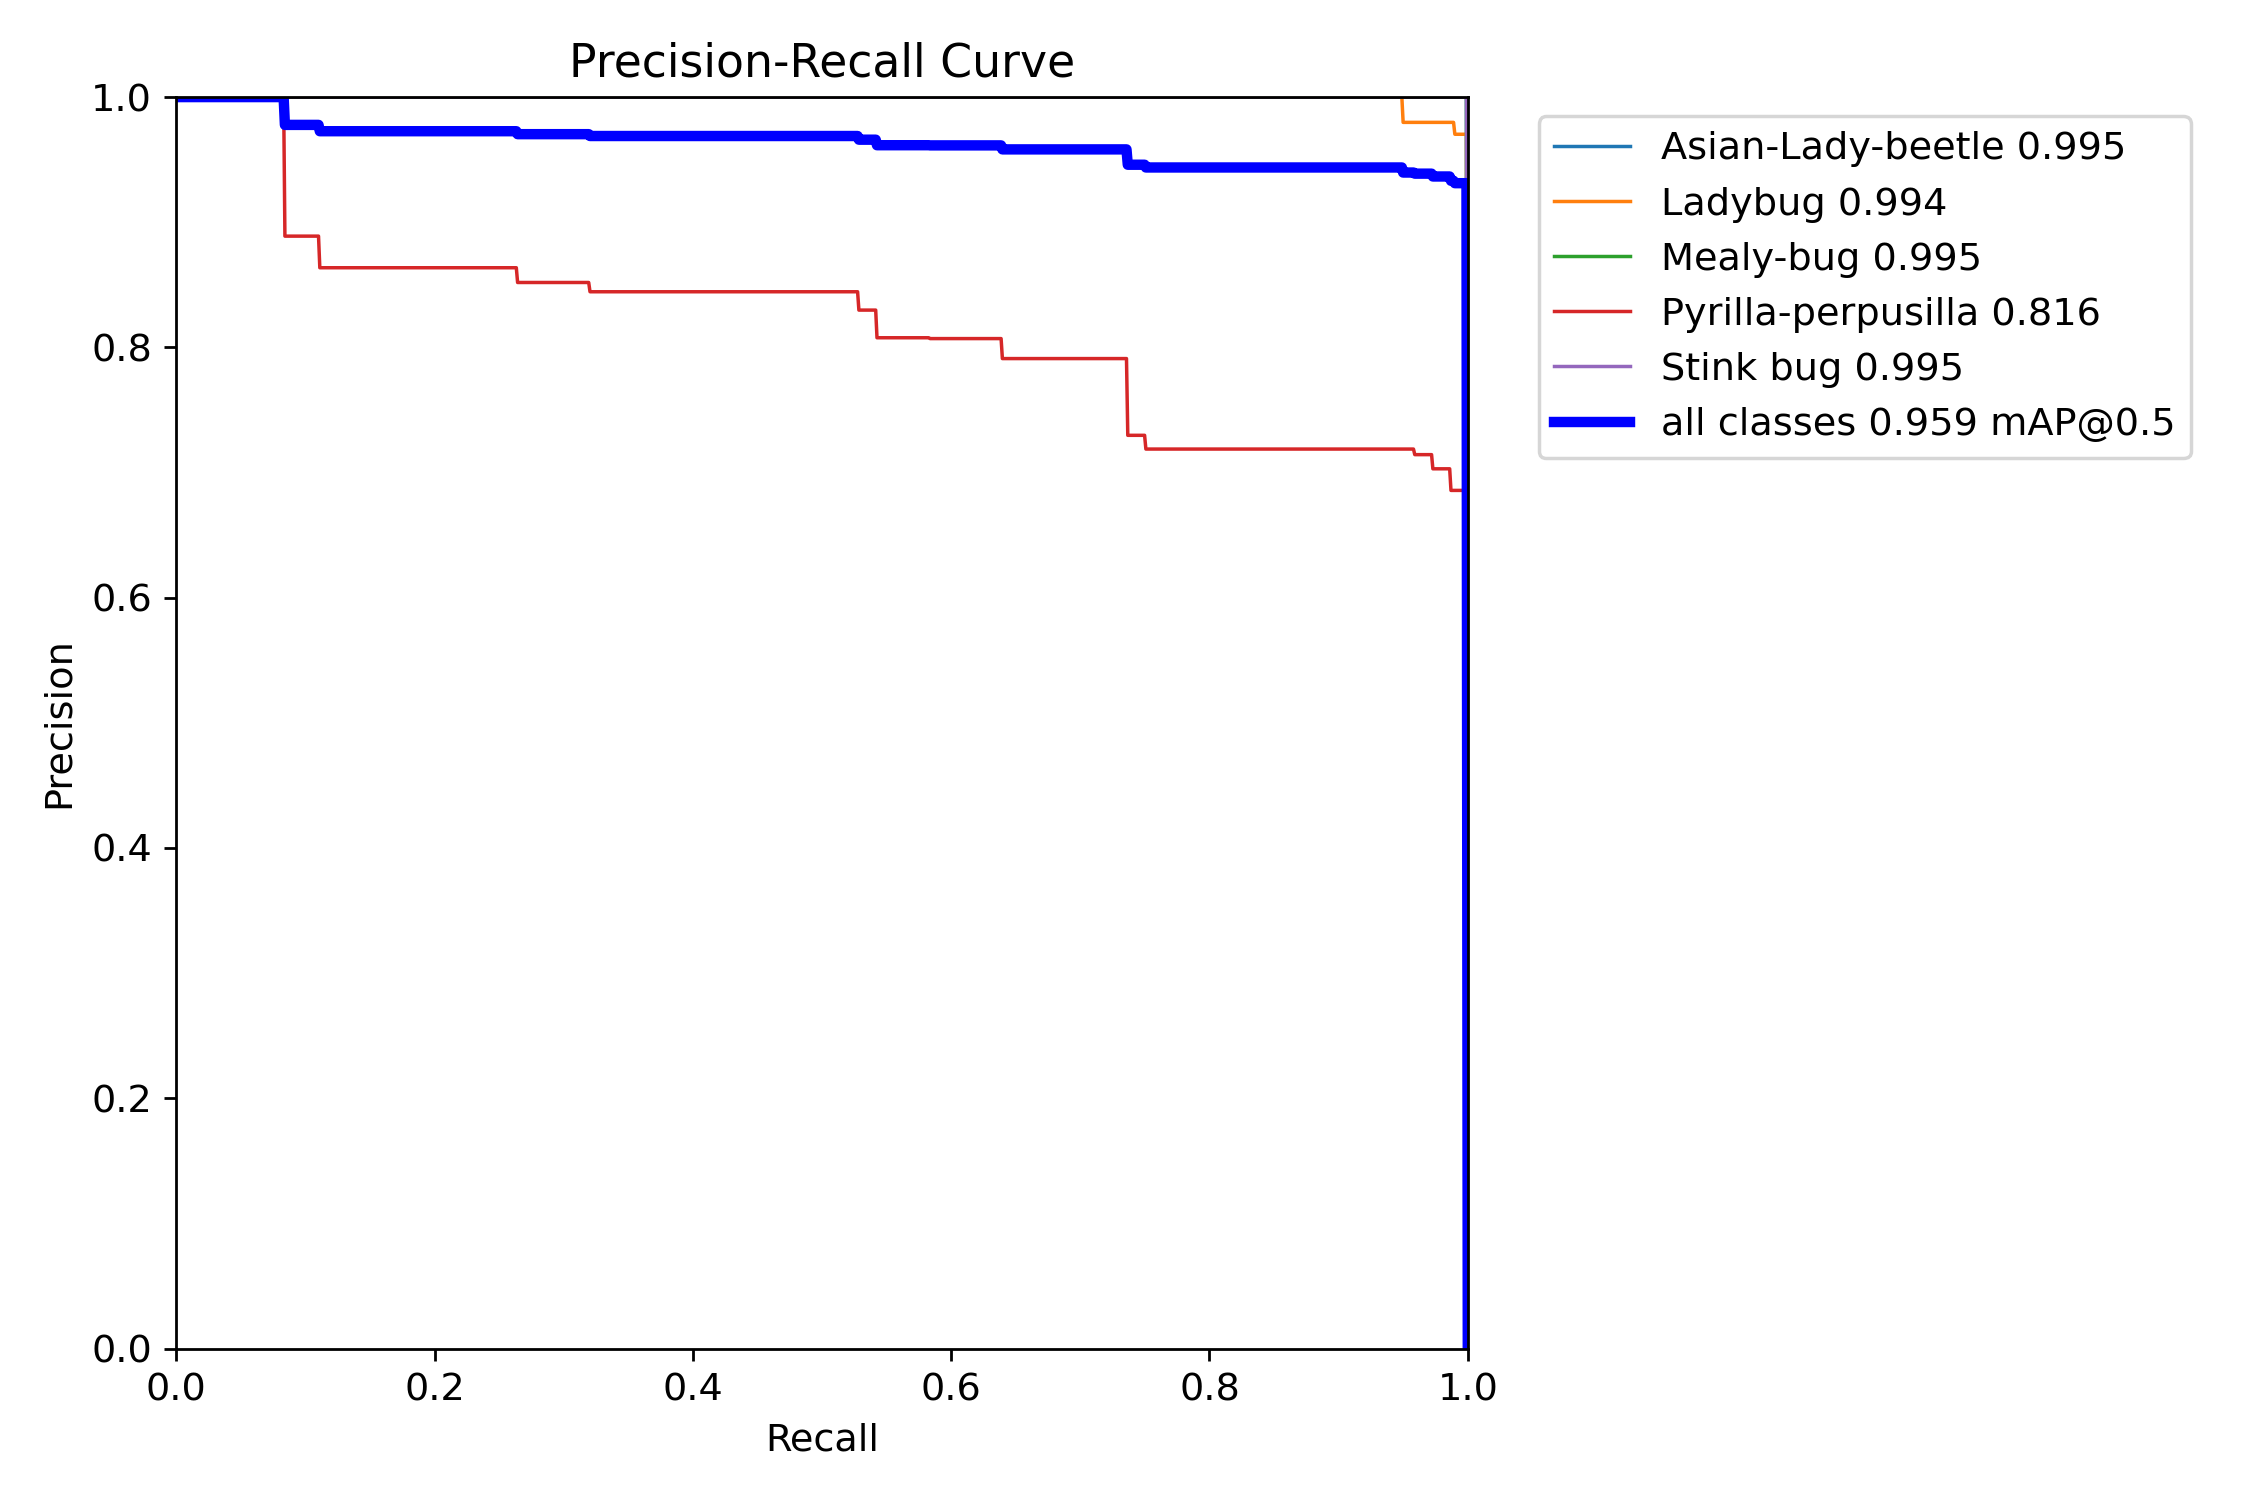 Precision-Recall Curve
1.0
0.8
0.6
0.4
0.2
0.0
Precision
0.0 0.2 0.4 0.6 0.8 1.0
Recall
Asian-Lady-beetle 0.995
Ladybug 0.994
Mealy-bug 0.995
Pyrilla-perpusilla 0.816
Stink bug 0.995
all classes 0.959 mAP@0.5